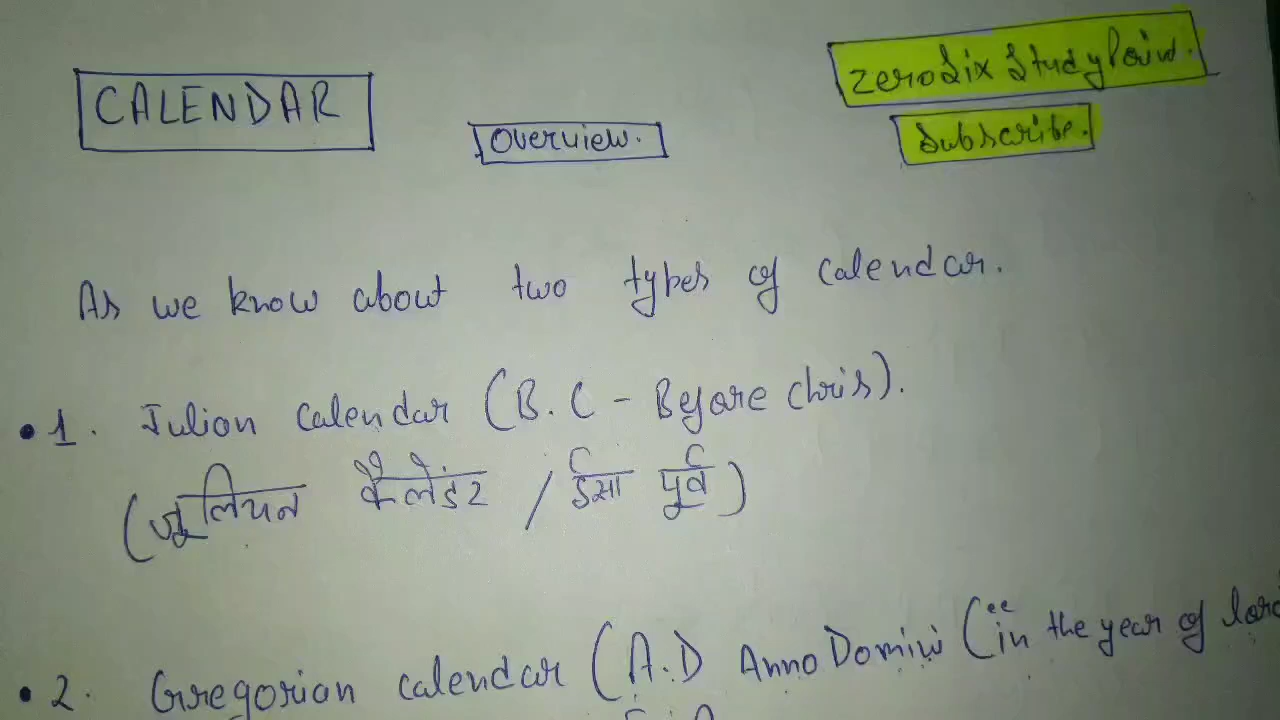 CALENDAR
Overview.
ZeroSix StudyPoint.
Subscribe.
As we know about two types of calendar.
• 1. Julion calendar (B.C - Before chris).
(जूलियन कैलेंडर / ईसा पूर्व)
• 2. Gregorian calendar (A.D Anno Domini ("in the year of lord